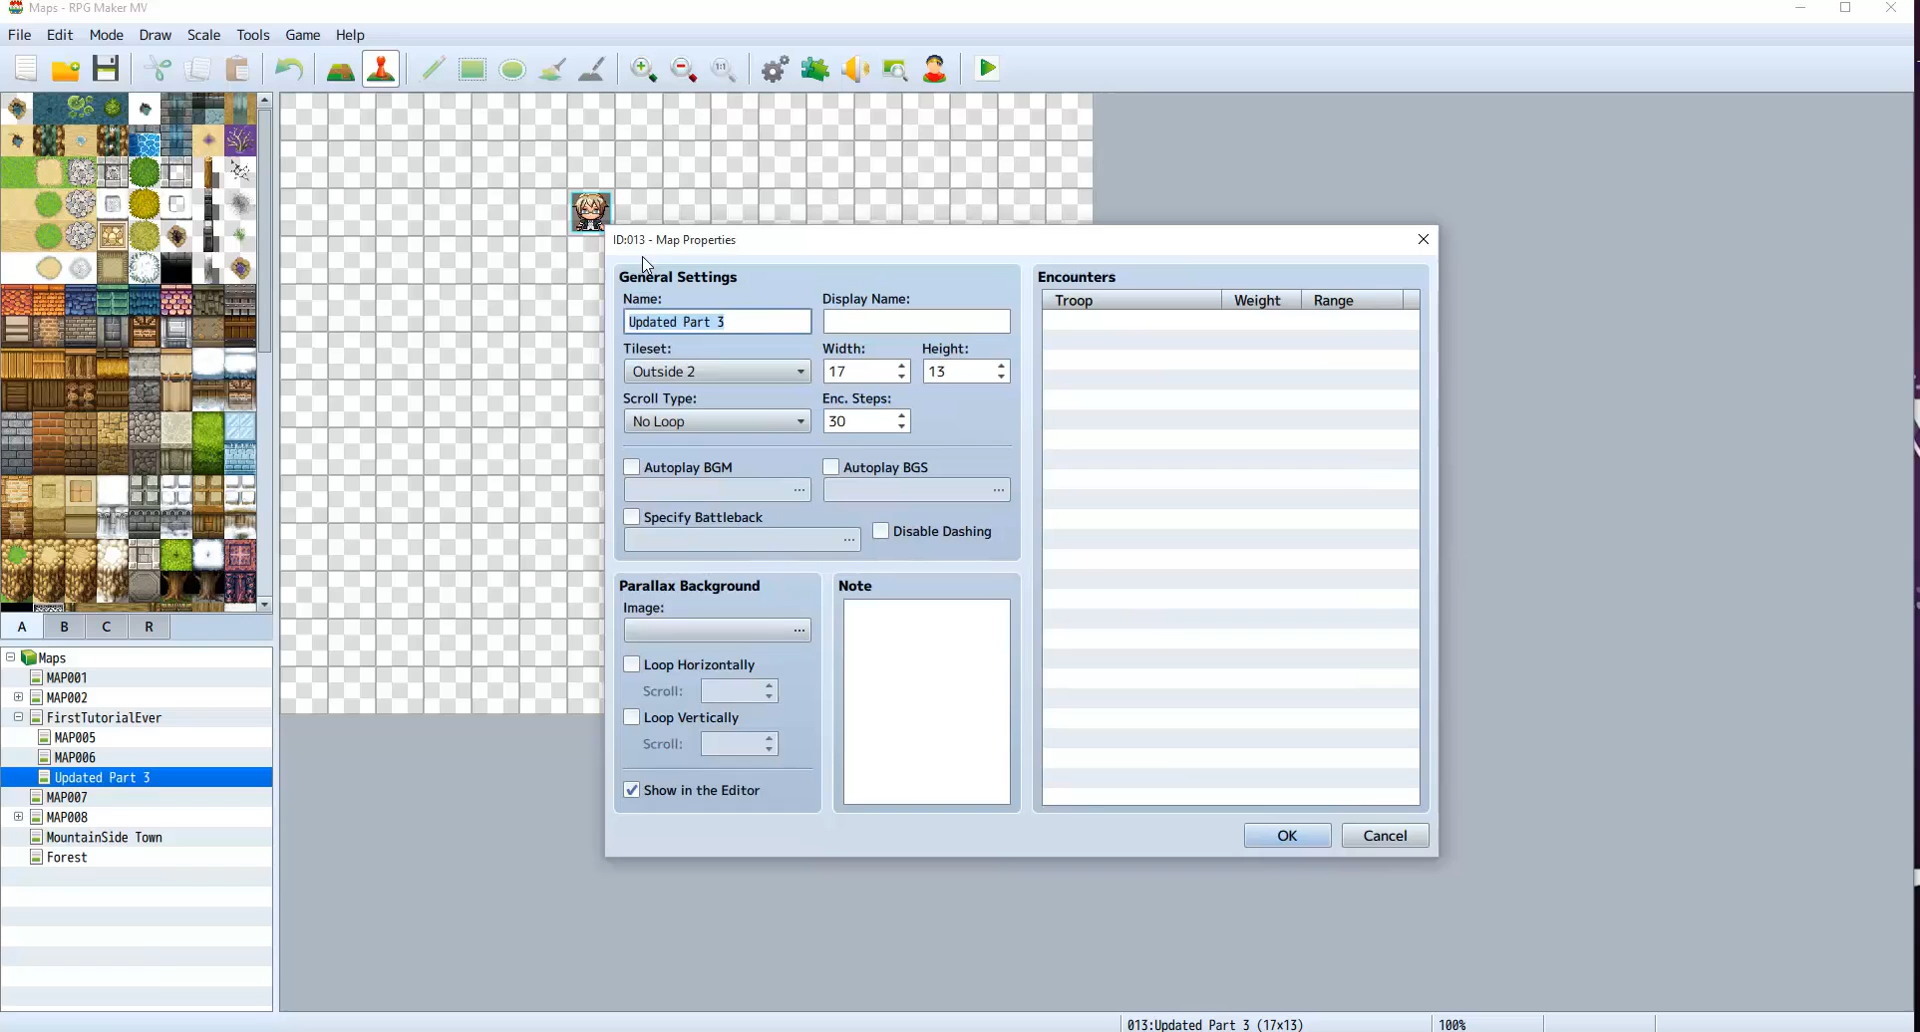 Maps - RPG Maker MV
File Edit Mode Draw Scale Tools Game Help
1:1
A B C R
Maps
MAP001
MAP002
FirstTutorialEver
MAP005
MAP006
Updated Part 3
MAP007
MAP008
MountainSide Town
Forest
ID:013 - Map Properties
General Settings
Name: Display Name:
Updated Part 3
Tileset: Width: Height:
Outside 2 17 13
Scroll Type: Enc. Steps:
No Loop 30
Autoplay BGM Autoplay BGS
... ...
Specify Battleback
Disable Dashing
...
Parallax Background
Image:
...
Loop Horizontally
Scroll:
Loop Vertically
Scroll:
Show in the Editor
Note
Encounters
Troop Weight Range
OK Cancel
013:Updated Part 3 (17x13) 100%